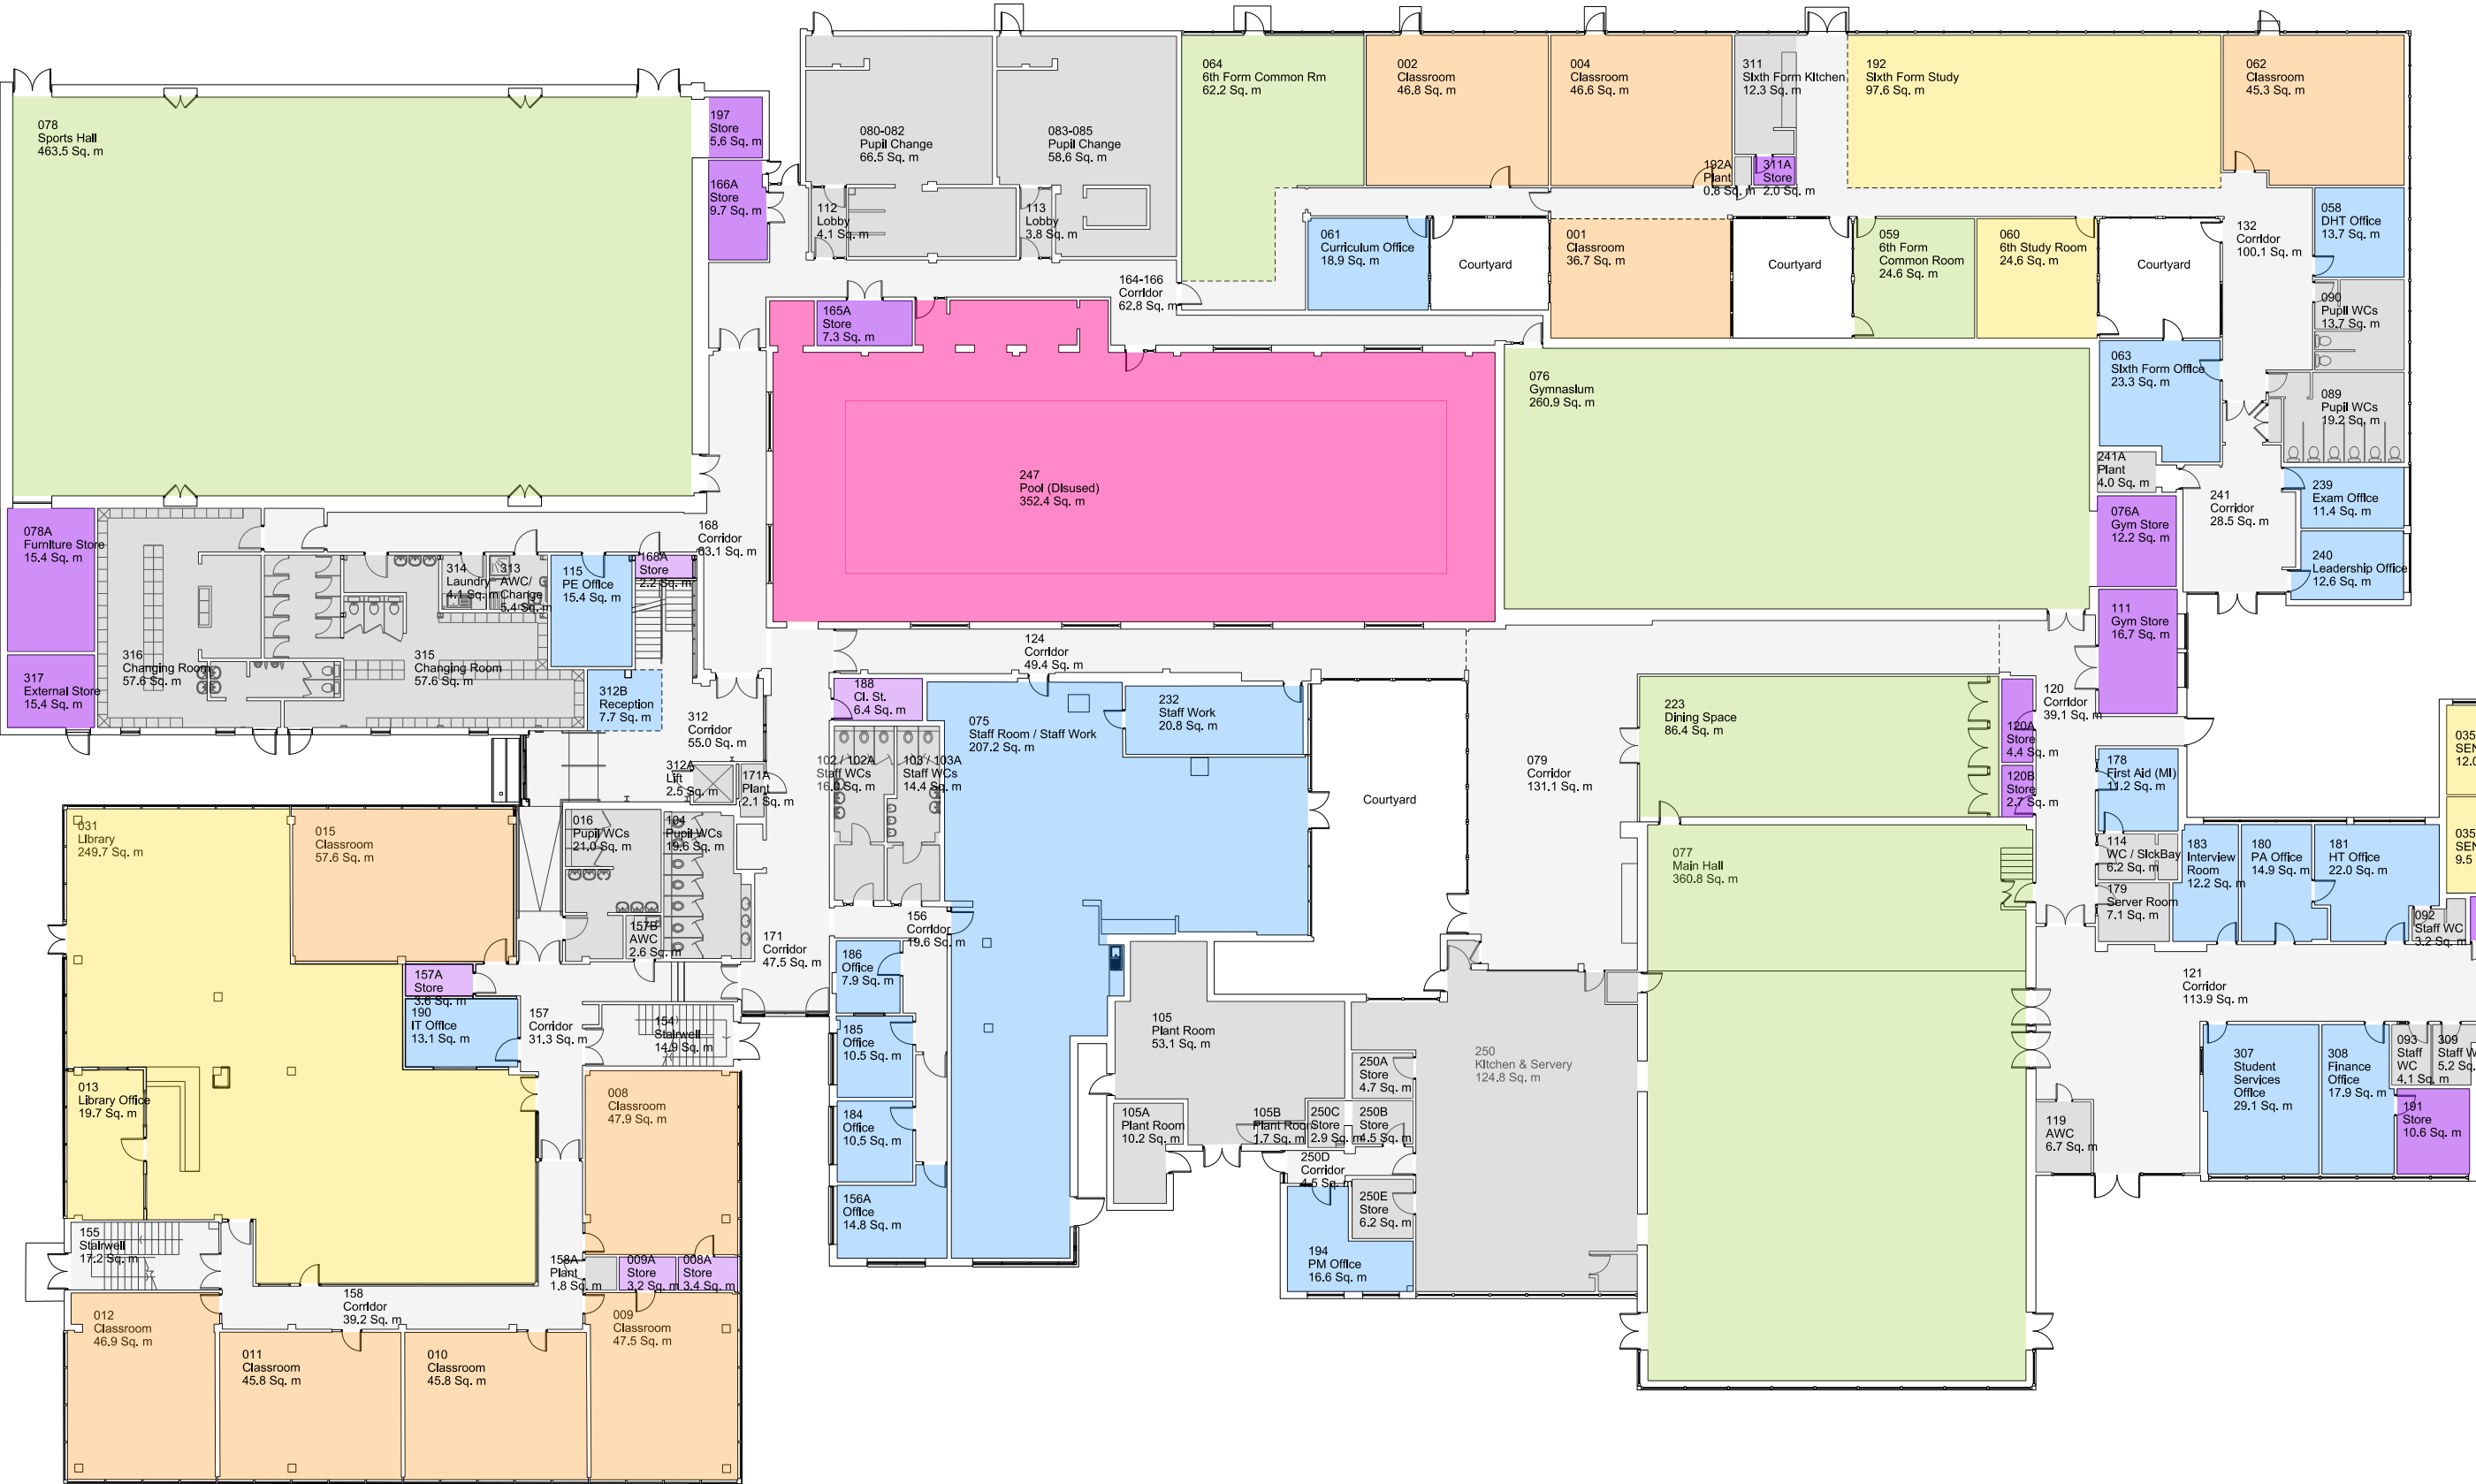 078
Sports Hall
463.5 Sq. m
197
Store
5.6 Sq. m
166A
Store
9.7 Sq. m
080-082
Pupil Change
66.5 Sq. m
083-085
Pupil Change
58.6 Sq. m
112
Lobby
4.1 Sq. m
113
Lobby
3.8 Sq. m
064
6th Form Common Rm
62.2 Sq. m
002
Classroom
46.8 Sq. m
004
Classroom
46.6 Sq. m
311
Sixth Form Kitchen
12.3 Sq. m
192
Sixth Form Study
97.6 Sq. m
062
Classroom
45.3 Sq. m
192A
Plant
0.8 Sq. m
311A
Store
2.0 Sq. m
061
Curriculum Office
18.9 Sq. m
Courtyard
001
Classroom
36.7 Sq. m
Courtyard
059
6th Form
Common Room
24.6 Sq. m
060
6th Study Room
24.6 Sq. m
Courtyard
132
Corridor
100.1 Sq. m
058
DHT Office
13.7 Sq. m
164-166
Corridor
62.8 Sq. m
165A
Store
7.3 Sq. m
090
Pupil WCs
13.7 Sq. m
063
Sixth Form Office
23.3 Sq. m
089
Pupil WCs
19.2 Sq. m
076
Gymnasium
260.9 Sq. m
247
Pool (Disused)
352.4 Sq. m
241A
Plant
4.0 Sq. m
241
Corridor
28.5 Sq. m
239
Exam Office
11.4 Sq. m
240
Leadership Office
12.6 Sq. m
076A
Gym Store
12.2 Sq. m
111
Gym Store
16.7 Sq. m
078A
Furniture Store
15.4 Sq. m
317
External Store
15.4 Sq. m
316
Changing Room
57.6 Sq. m
315
Changing Room
57.6 Sq. m
314
Laundry
4.1 Sq. m
313
AWC/
Change
5.4 Sq. m
115
PE Office
15.4 Sq. m
168A
Store
2.2 Sq. m
168
Corridor
63.1 Sq. m
312B
Reception
7.7 Sq. m
312
Corridor
55.0 Sq. m
312A
Lift
2.5 Sq. m
171A
Plant
2.1 Sq. m
124
Corridor
49.4 Sq. m
188
Cl. St.
6.4 Sq. m
075
Staff Room / Staff Work
207.2 Sq. m
232
Staff Work
20.8 Sq. m
102 / 102A
Staff WCs
16.0 Sq. m
103 / 103A
Staff WCs
14.4 Sq. m
Courtyard
079
Corridor
131.1 Sq. m
223
Dining Space
86.4 Sq. m
120A
Store
4.4 Sq. m
120B
Store
2.7 Sq. m
120
Corridor
39.1 Sq. m
178
First Aid (MI)
11.2 Sq. m
114
WC / SickBay
6.2 Sq. m
179
Server Room
7.1 Sq. m
183
Interview
Room
12.2 Sq. m
180
PA Office
14.9 Sq. m
181
HT Office
22.0 Sq. m
092
Staff WC
3.2 Sq. m
035
SEN
12.0
035
SEN
9.5
031
Library
249.7 Sq. m
015
Classroom
57.6 Sq. m
016
Pupil WCs
21.0 Sq. m
104
Pupil WCs
19.6 Sq. m
157B
AWC
2.6 Sq. m
171
Corridor
47.5 Sq. m
156
Corridor
19.6 Sq. m
077
Main Hall
360.8 Sq. m
121
Corridor
113.9 Sq. m
157A
Store
3.6 Sq. m
190
IT Office
13.1 Sq. m
157
Corridor
31.3 Sq. m
154
Stairwell
14.9 Sq. m
186
Office
7.9 Sq. m
185
Office
10.5 Sq. m
184
Office
10.5 Sq. m
156A
Office
14.8 Sq. m
105
Plant Room
53.1 Sq. m
105A
Plant Room
10.2 Sq. m
105B
Plant Room
1.7 Sq. m
250
Kitchen & Servery
124.8 Sq. m
250A
Store
4.7 Sq. m
250C
Store
2.9 Sq. m
250B
Store
4.5 Sq. m
250D
Corridor
4.5 Sq. m
250E
Store
6.2 Sq. m
194
PM Office
16.6 Sq. m
119
AWC
6.7 Sq. m
307
Student
Services
Office
29.1 Sq. m
308
Finance
Office
17.9 Sq. m
093
Staff
WC
4.1 Sq. m
309
Staff W
5.2 Sq.
191
Store
10.6 Sq. m
013
Library Office
19.7 Sq. m
008
Classroom
47.9 Sq. m
155
Stairwell
17.2 Sq. m
158A
Plant
1.8 Sq. m
009A
Store
3.2 Sq. m
008A
Store
3.4 Sq. m
158
Corridor
39.2 Sq. m
012
Classroom
46.9 Sq. m
011
Classroom
45.8 Sq. m
010
Classroom
45.8 Sq. m
009
Classroom
47.5 Sq. m